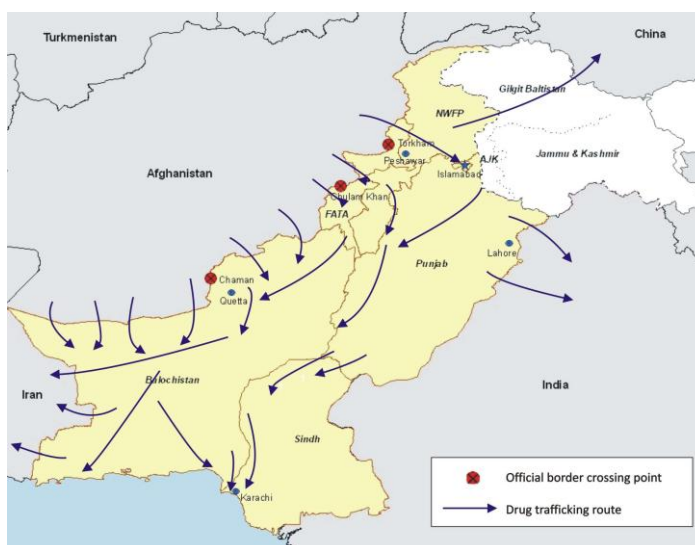 Turkmenistan
China
Gilgit Baltistan
NWFP
Torkham
Peshawar
AJK
Islamabad
Jammu & Kashmir
Afghanistan
Ghulam Khan
FATA
Punjab
Lahore
Chaman
Quetta
Iran
Balochistan
India
Sindh
Karachi
Official border crossing point
Drug trafficking route